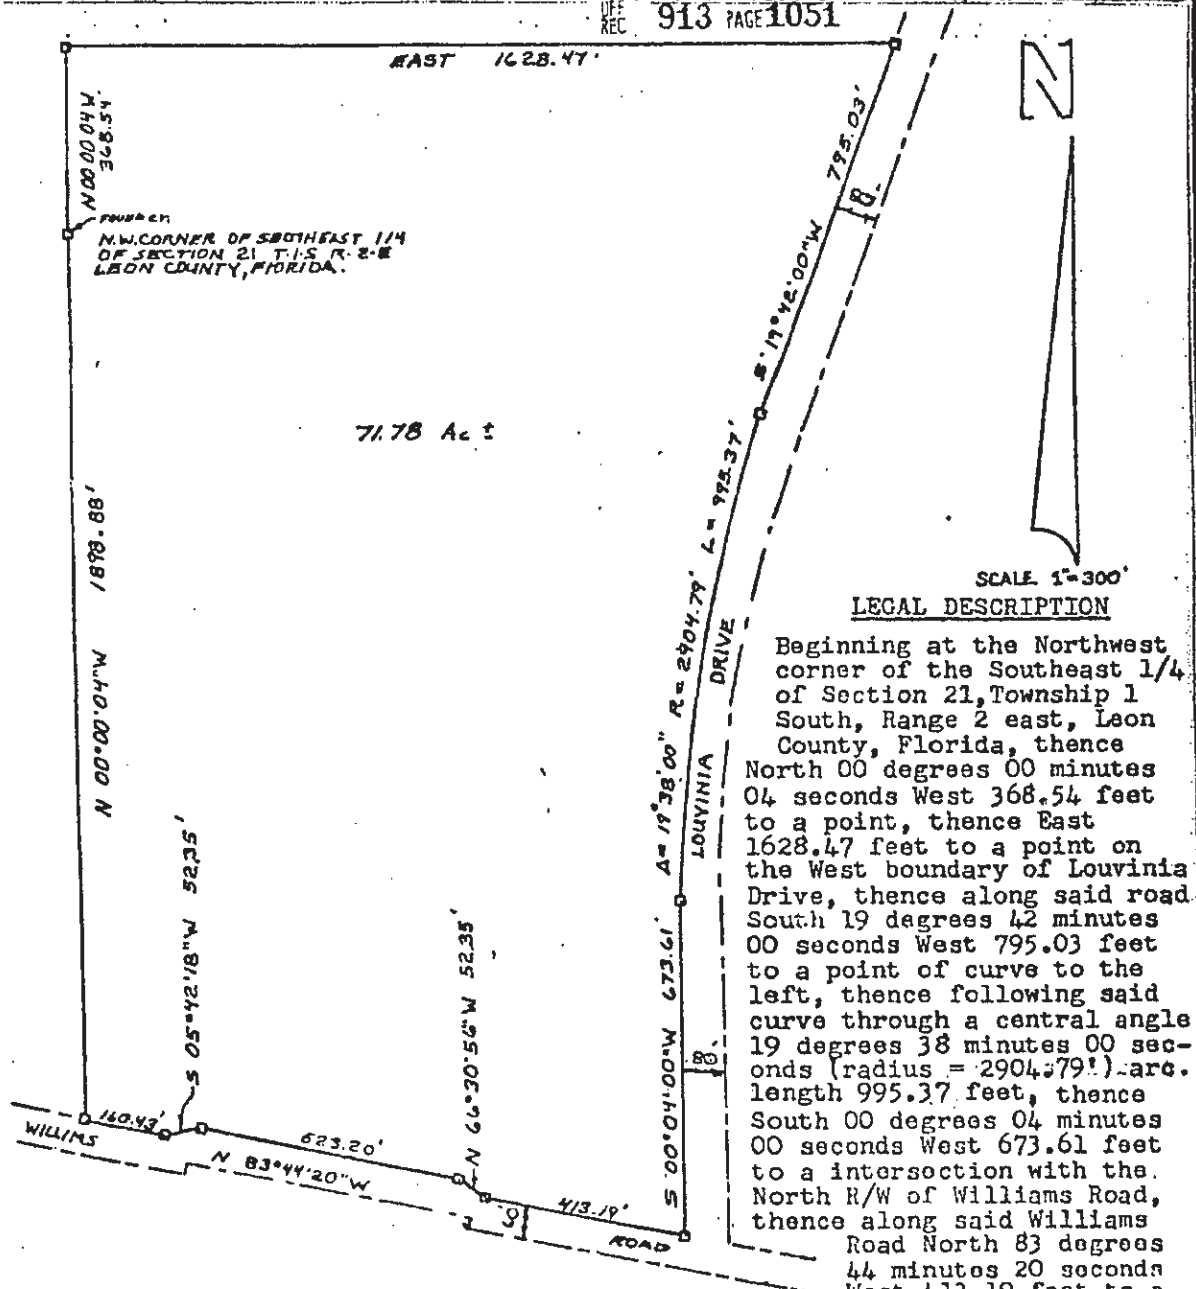 OFF REC 913 PAGE 1051
EAST 1628.47'
N 00 00 04 W
368.54
N.W. CORNER OF SOUTHEAST 1/4
OF SECTION 21 T.1.S R.2-E
LEON COUNTY, FLORIDA.
795.03'
S 19°42'00"W
80'
71.78 Ac ±
N 00°00'04"W 1898.88'
Δ= 19°38'00" R= 2904.79' L= 995.37'
LOUVINIA DRIVE
N
SCALE 1"=300'
LEGAL DESCRIPTION
Beginning at the Northwest
corner of the Southeast 1/4
of Section 21, Township 1
South, Range 2 east, Leon
County, Florida, thence
North 00 degrees 00 minutes
04 seconds West 368.54 feet
to a point, thence East
1628.47 feet to a point on
the West boundary of Louvinia
Drive, thence along said road
South 19 degrees 42 minutes
00 seconds West 795.03 feet
to a point of curve to the
left, thence following said
curve through a central angle
19 degrees 38 minutes 00 sec-
onds (radius = 2904.79') arc.
length 995.37 feet, thence
South 00 degrees 04 minutes
00 seconds West 673.61 feet
to a intersection with the.
North R/W of Williams Road,
thence along said Williams
Road North 83 degrees
44 minutes 20 seconds
West 413.19 feet to a
S 05°42'18"W 52.35'
N 66°30'56"W 52.35'
S 00°04'00"W 673.61'
80'
160.43'
623.20'
413.19'
WILLIMS
N 83°44'20"W
ROAD